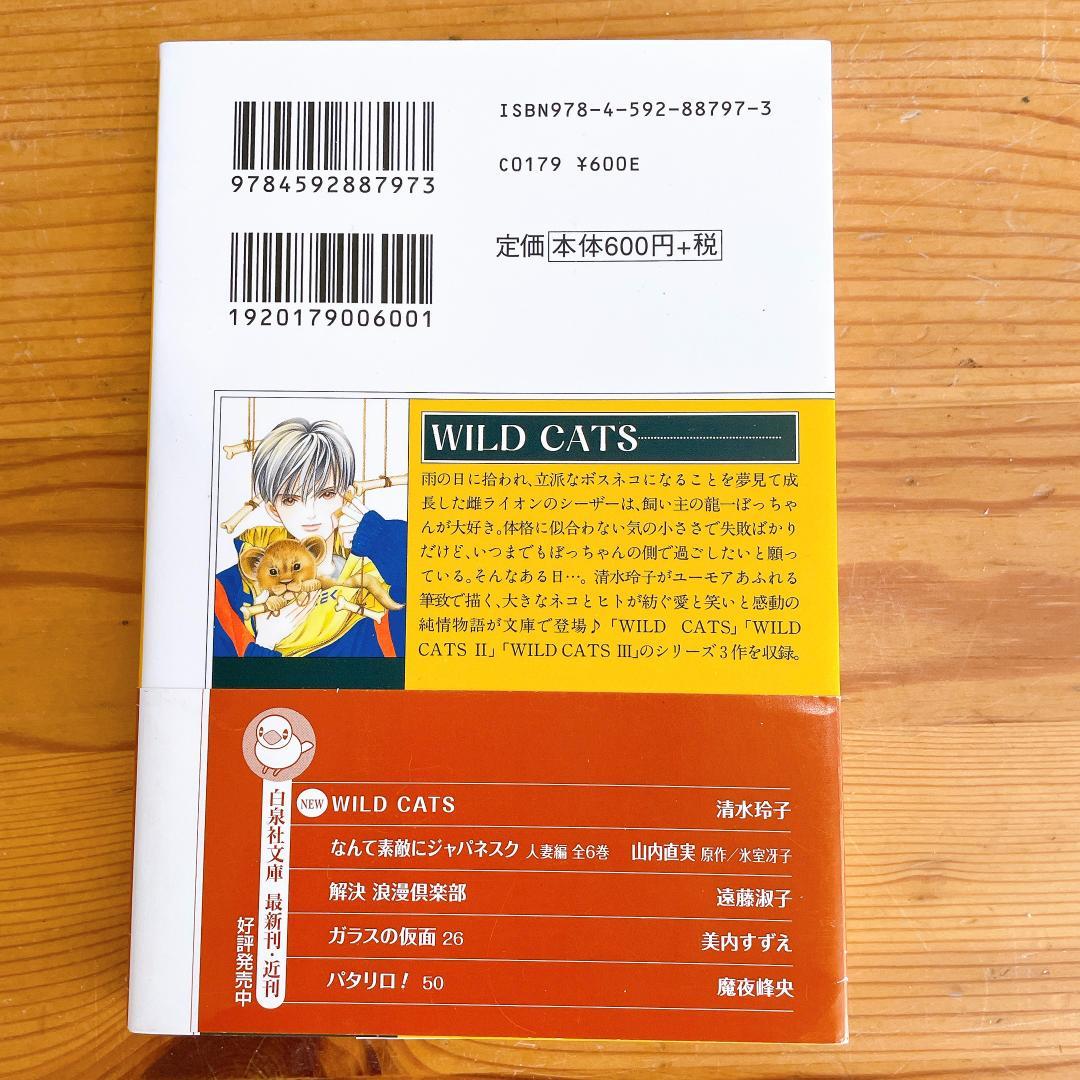 9784592887973
ISBN978-4-592-88797-3
C0179 ¥600E
1920179006001
定価 本体600円+税
WILD CATS
雨の日に拾われ、立派なボスネコになることを夢見て成
長した雌ライオンのシーザーは、飼い主の龍一ぼっちゃ
んが大好き。体格に似合わない気の小ささで失敗ばかり
だけど、いつまでもぼっちゃんの側で過ごしたいと願っ
ている。そんなある日…。清水玲子がユーモアあふれる
筆致で描く、大きなネコとヒトが紡ぐ愛と笑いと感動の
純情物語が文庫で登場♪「WILD CATS」「WILD
CATS II」「WILD CATS III」のシリーズ3作を収録。
白泉社文庫 最新刊・近刊
好評発売中
NEW WILD CATS 清水玲子
なんて素敵にジャパネスク 人妻編 全6巻 山内直実 原作/氷室冴子
解決 浪漫倶楽部 遠藤淑子
ガラスの仮面 26 美内すずえ
パタリロ! 50 魔夜峰央